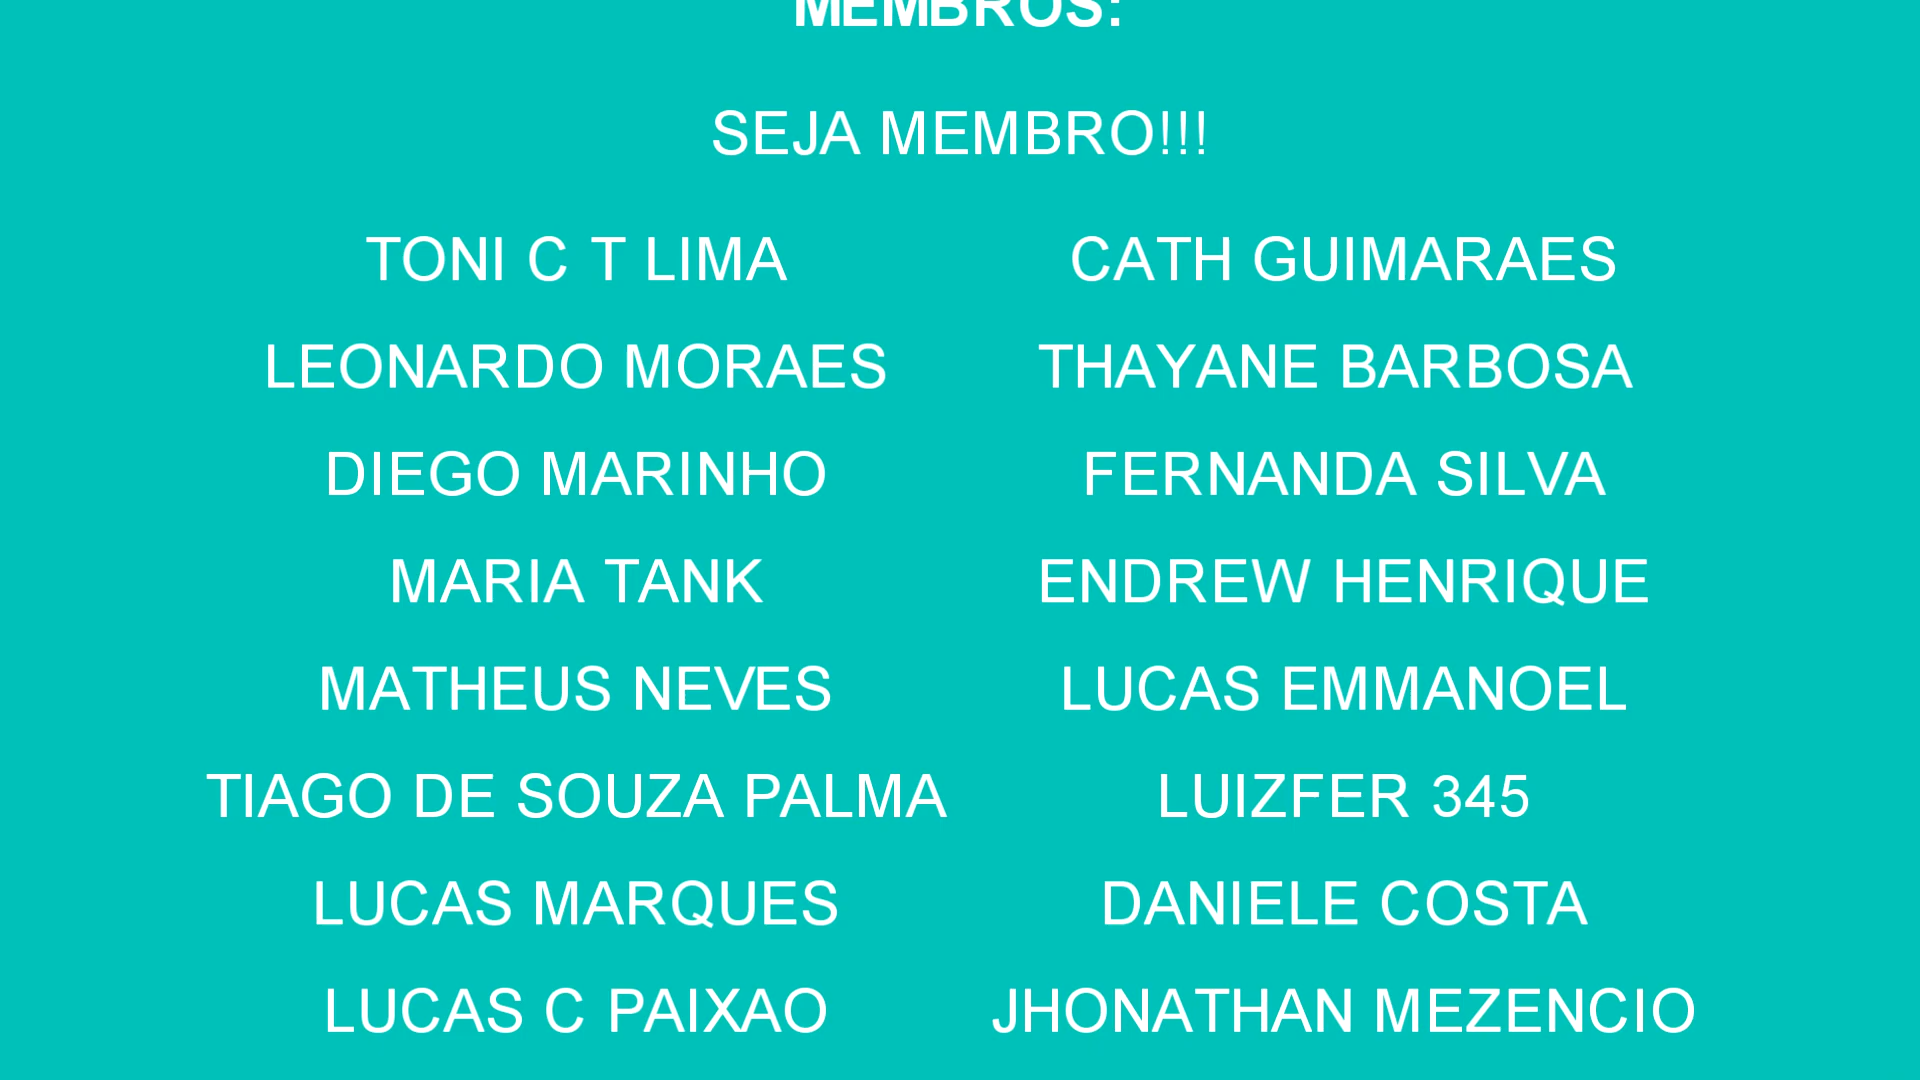 MEMBROS:
SEJA MEMBRO!!!
TONI C T LIMA CATH GUIMARAES
LEONARDO MORAES THAYANE BARBOSA
DIEGO MARINHO FERNANDA SILVA
MARIA TANK ENDREW HENRIQUE
MATHEUS NEVES LUCAS EMMANOEL
TIAGO DE SOUZA PALMA LUIZFER 345
LUCAS MARQUES DANIELE COSTA
LUCAS C PAIXAO JHONATHAN MEZENCIO